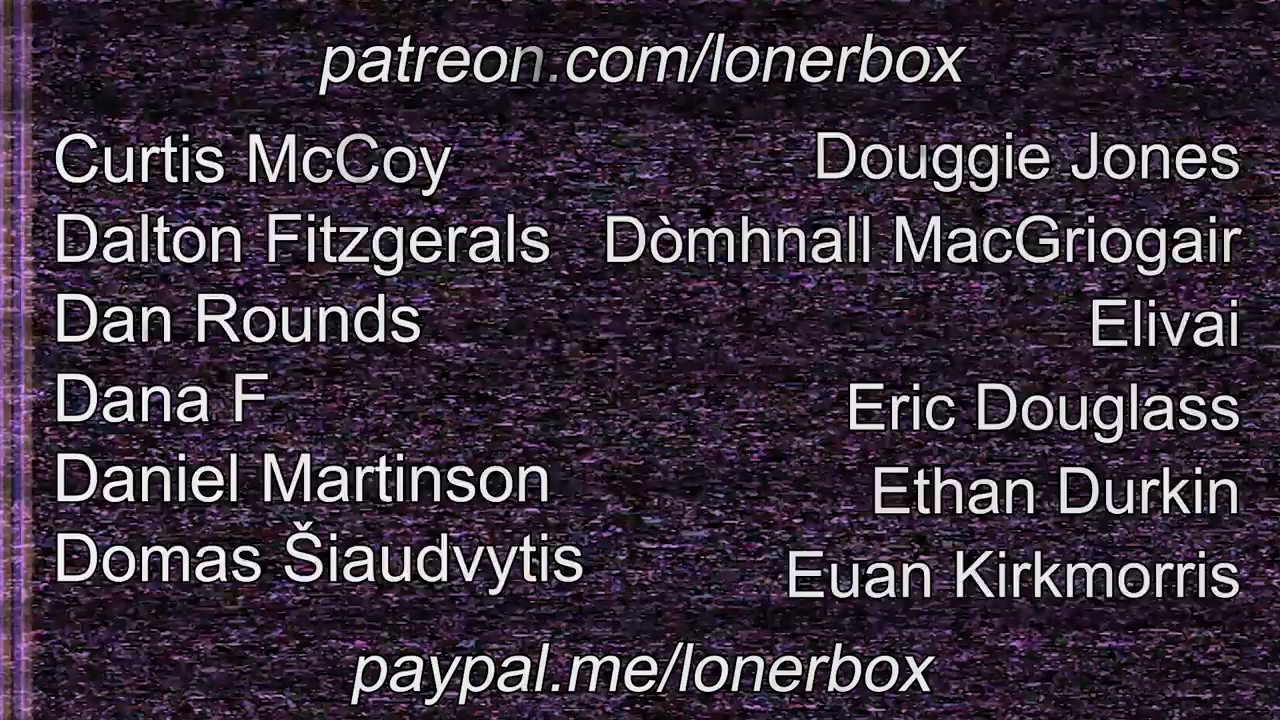 patreon.com/lonerbox
Curtis McCoy
Dalton Fitzgerals
Dan Rounds
Dana F
Daniel Martinson
Domas Šiaudvytis
Douggie Jones
Dòmhnall MacGriogair
Elivai
Eric Douglass
Ethan Durkin
Euan Kirkmorris
paypal.me/lonerbox